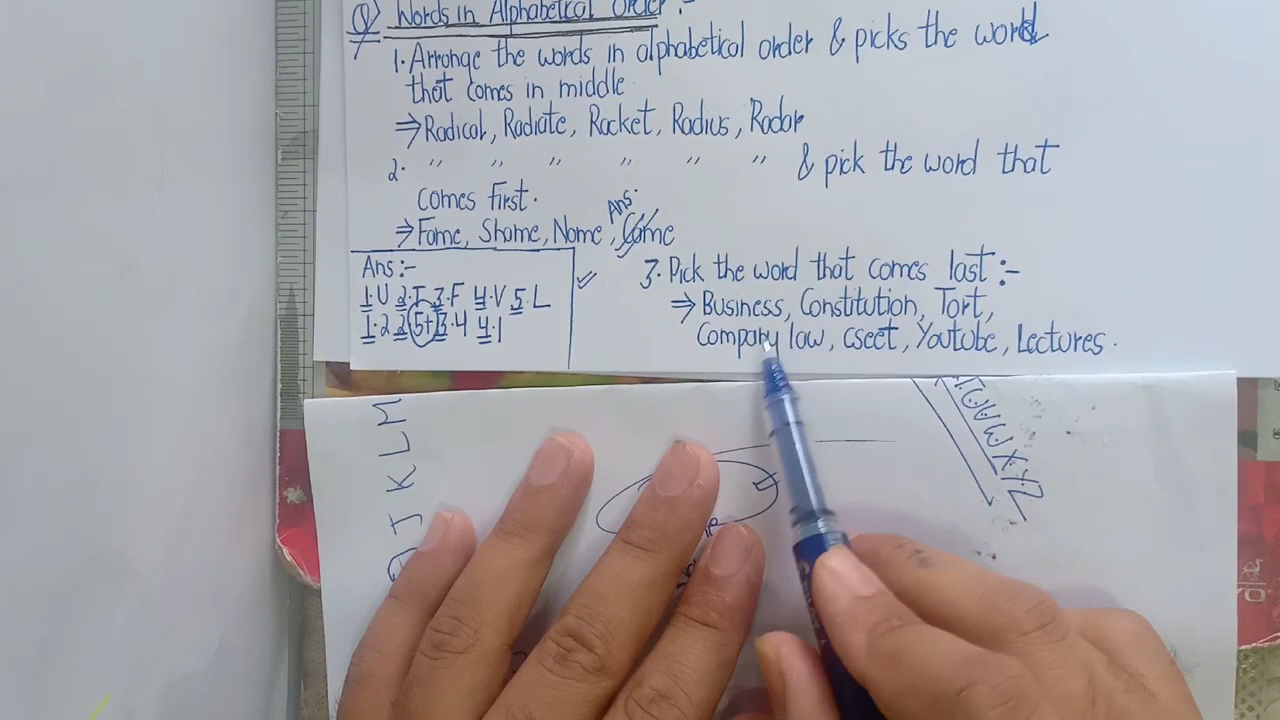 Q Words in Alphabetical Order :-
1. Arrange the words in alphabetical order & picks the word
that comes in middle.
⇒ Radical, Radiate, Racket, Radius, Radar
2. " " " " " " & pick the word that
comes first.
Ans.
⇒ Fame, Shame, Name, Came
Ans :-
1. U 2. T 3. F 4. V 5. L
1. 2 2 5+1 3. 4 4. 1
3. Pick the word that comes last :-
⇒ Business, Constitution, Tort,
Company law, cseet, Youtube, Lectures.
J K L M
T U V W X Y Z